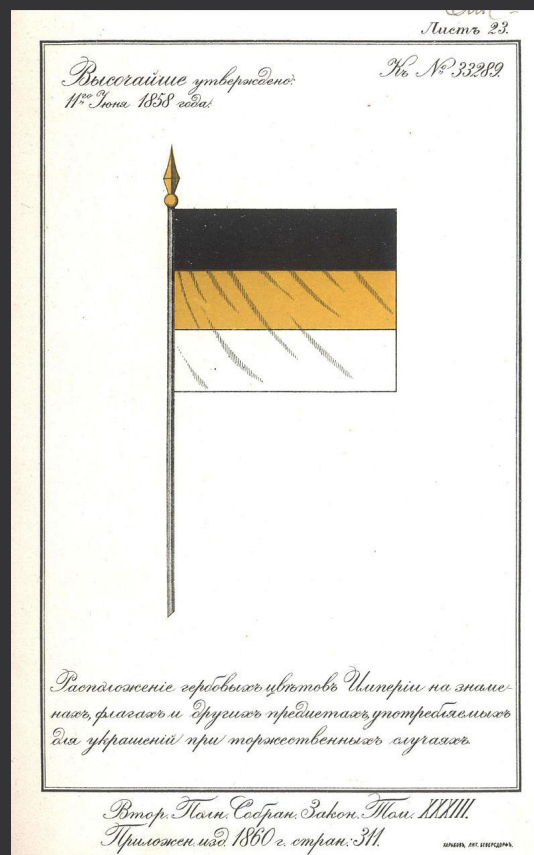 Листъ 23.
Къ № 33289.
Высочайше утверждено:
11го Іюня 1858 года:
Расположеніе гербовыхъ цвѣтовъ Имперіи на знаме-
нахъ, флагахъ и другихъ предметахъ, употребляемыхъ
для украшеній при торжественныхъ случаяхъ.
Втор. Полн. Собран. Закон. Том. XXXIII.
Приложен. изд. 1860 г. стран. 311.
ХАРЬКОВЪ, ЛИТ.